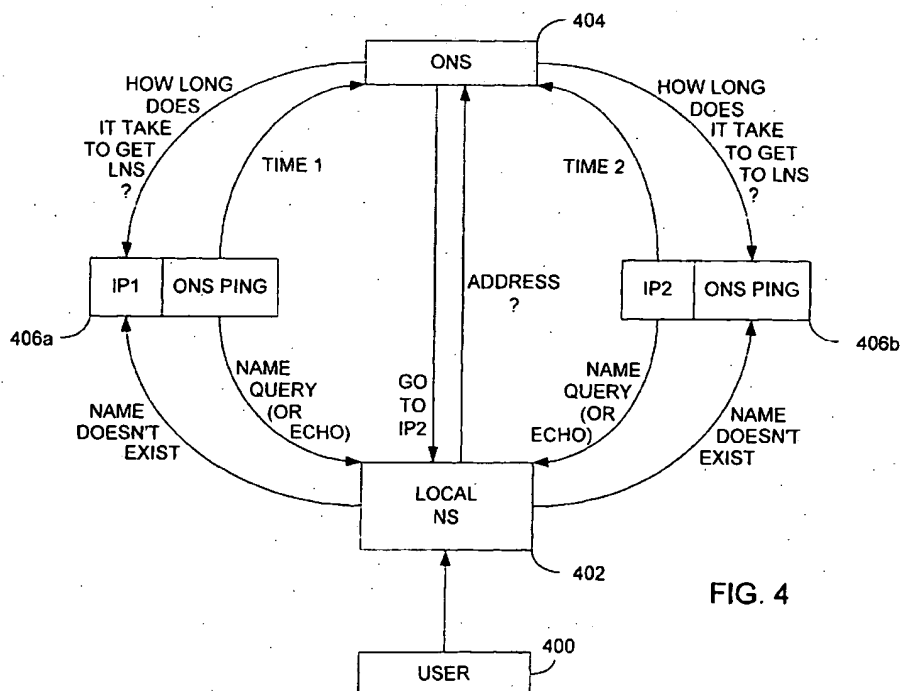 404
ONS
HOW LONG
DOES
IT TAKE
TO GET
LNS
?
TIME 1
TIME 2
HOW LONG
DOES
IT TAKE
TO GET
TO LNS
?
IP1
ONS PING
406a
ADDRESS
?
IP2
ONS PING
406b
NAME
QUERY
(OR
ECHO)
GO
TO
IP2
NAME
QUERY
(OR
ECHO)
NAME
DOESN'T
EXIST
NAME
DOESN'T
EXIST
LOCAL
NS
402
FIG. 4
400
USER